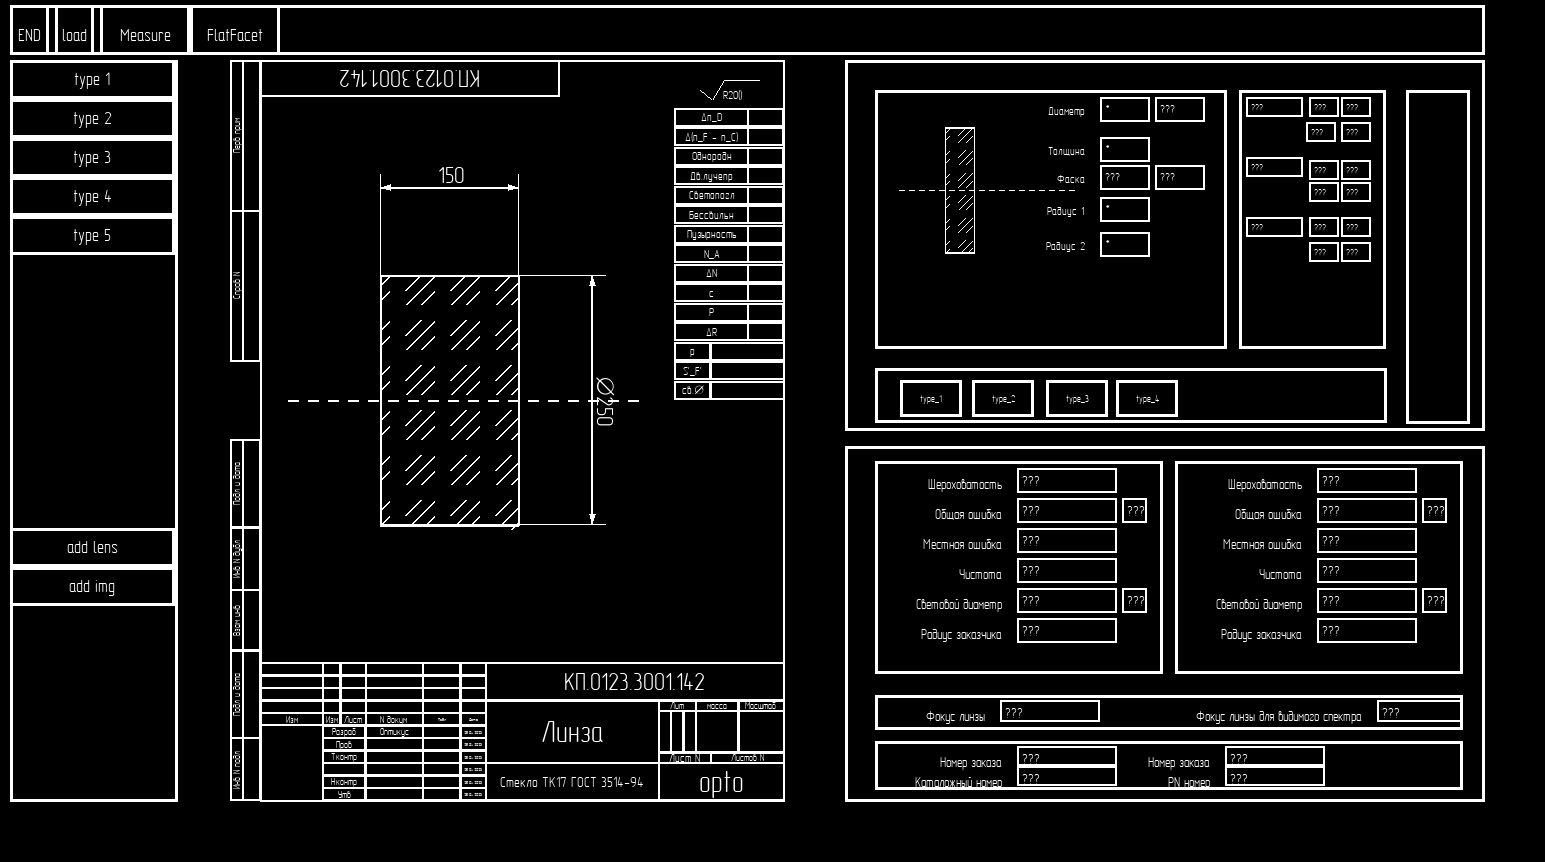 END load Measure FlatFacet
type 1
type 2
type 3
type 4
type 5
add lens
add img
Перв прим
Справ N
Подп и дата
Инв N дубл
Взам инв
Подп и дата
Инв N подл
КП.0123.3001.142
R20()
Δn_D
Δ(n_F - n_C)
Однородн
Дв.лучепр
Светопогл
Бессвильн
Пузырность
N_A
ΔN
c
P
ΔR
p
S'_F'
св.∅
150
∅250
КП.0123.3001.142
Лит масса Масштаб
Линза
Изм Изм Лист N докум
Разраб Оптикус
Пров
Т контр
Н контр
Утв
Лист N Листов N
Стекло ТК17 ГОСТ 3514-94
opto
Диаметр * ???
Толщина *
Фаска ??? ???
Радиус 1 *
Радиус 2 *
??? ??? ???
??? ???
??? ??? ???
??? ???
??? ??? ???
??? ???
type_1 type_2 type_3 type_4
Шероховатость ???
Общая ошибка ??? ???
Местная ошибка ???
Чистота ???
Световой диаметр ??? ???
Радиус заказчика ???
Шероховатость ???
Общая ошибка ??? ???
Местная ошибка ???
Чистота ???
Световой диаметр ??? ???
Радиус заказчика ???
Фокус линзы ??? Фокус линзы для видимого спектра ???
Номер заказа ??? Номер заказа ???
Каталожный номер ??? PN номер ???